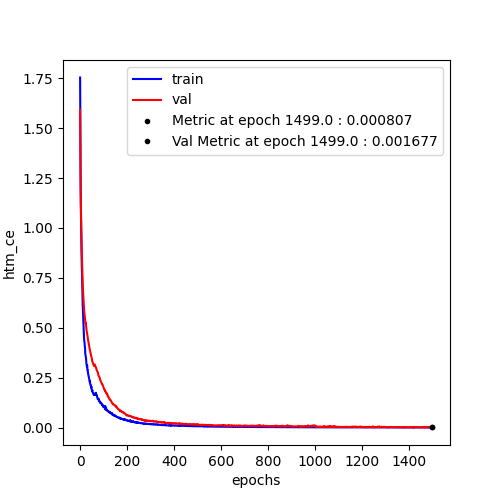 train
val
Metric at epoch 1499.0 : 0.000807
Val Metric at epoch 1499.0 : 0.001677
htm_ce
1.75
1.50
1.25
1.00
0.75
0.50
0.25
0.00
0 200 400 600 800 1000 1200 1400
epochs